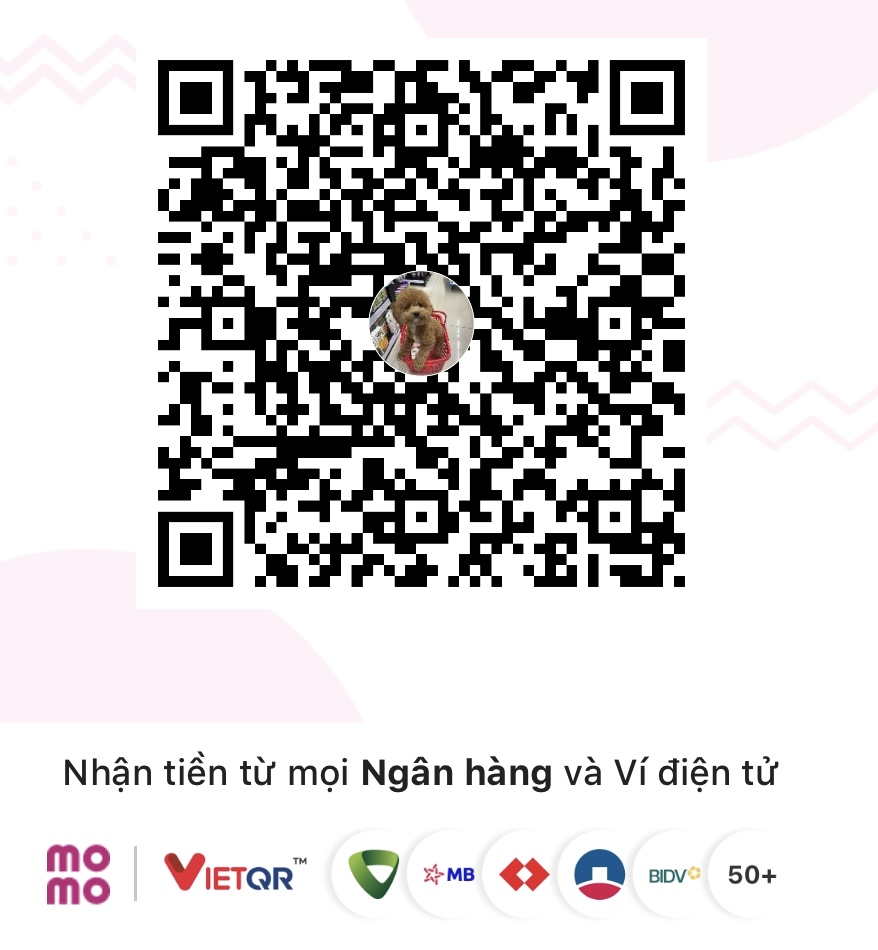 Nhận tiền từ mọi Ngân hàng và Ví điện tử
mo
mo
VIETQR™
MB
BIDV
50+